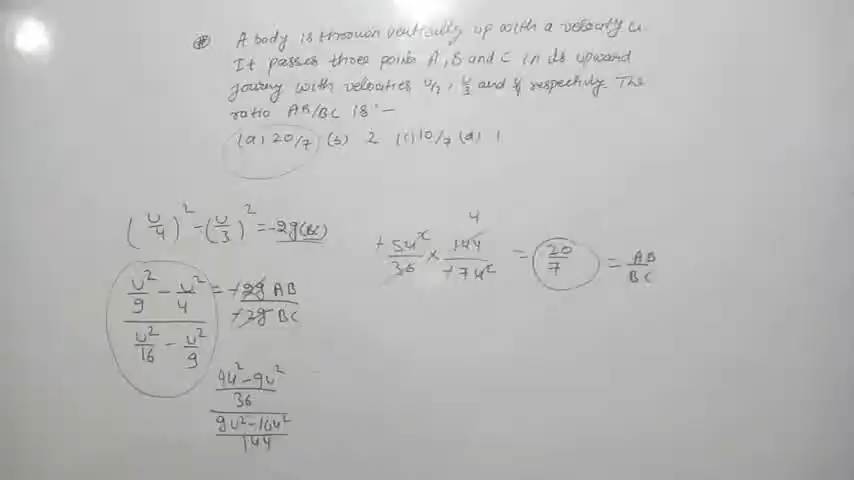 A body is thrown vertically up with a velocity u.
It passes three points A, B and C in its upward
journey with velocities u/2, u/3 and u/4 respectivly. The
ratio AB/BC is :-
(a) 20/7 (b) 2 (c) 10/7 (d) 1
(u/4)² - (u/3)² = -2g(BC)
(u²/9 - u²/4) / (u²/16 - u²/9) = -2g AB / -2g BC
((4u² - 9u²)/36) / ((9u² - 16u²)/144)
+5u²/36 × 144/+7u² = 20/7 = AB/BC
4